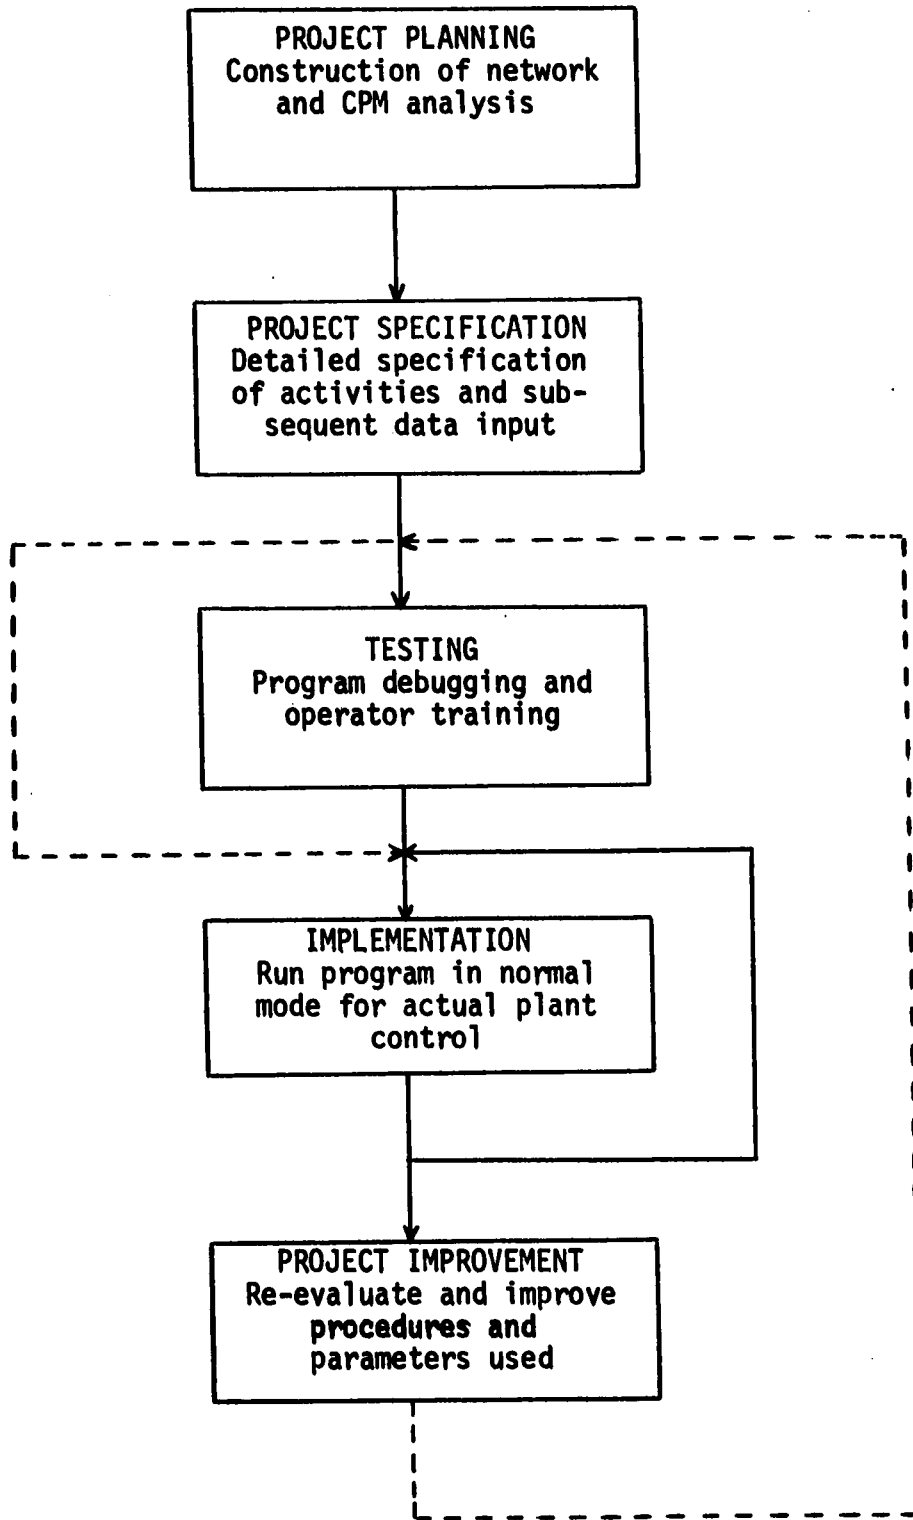 PROJECT PLANNING
Construction of network
and CPM analysis
PROJECT SPECIFICATION
Detailed specification
of activities and sub-
sequent data input
TESTING
Program debugging and
operator training
IMPLEMENTATION
Run program in normal
mode for actual plant
control
PROJECT IMPROVEMENT
Re-evaluate and improve
procedures and
parameters used